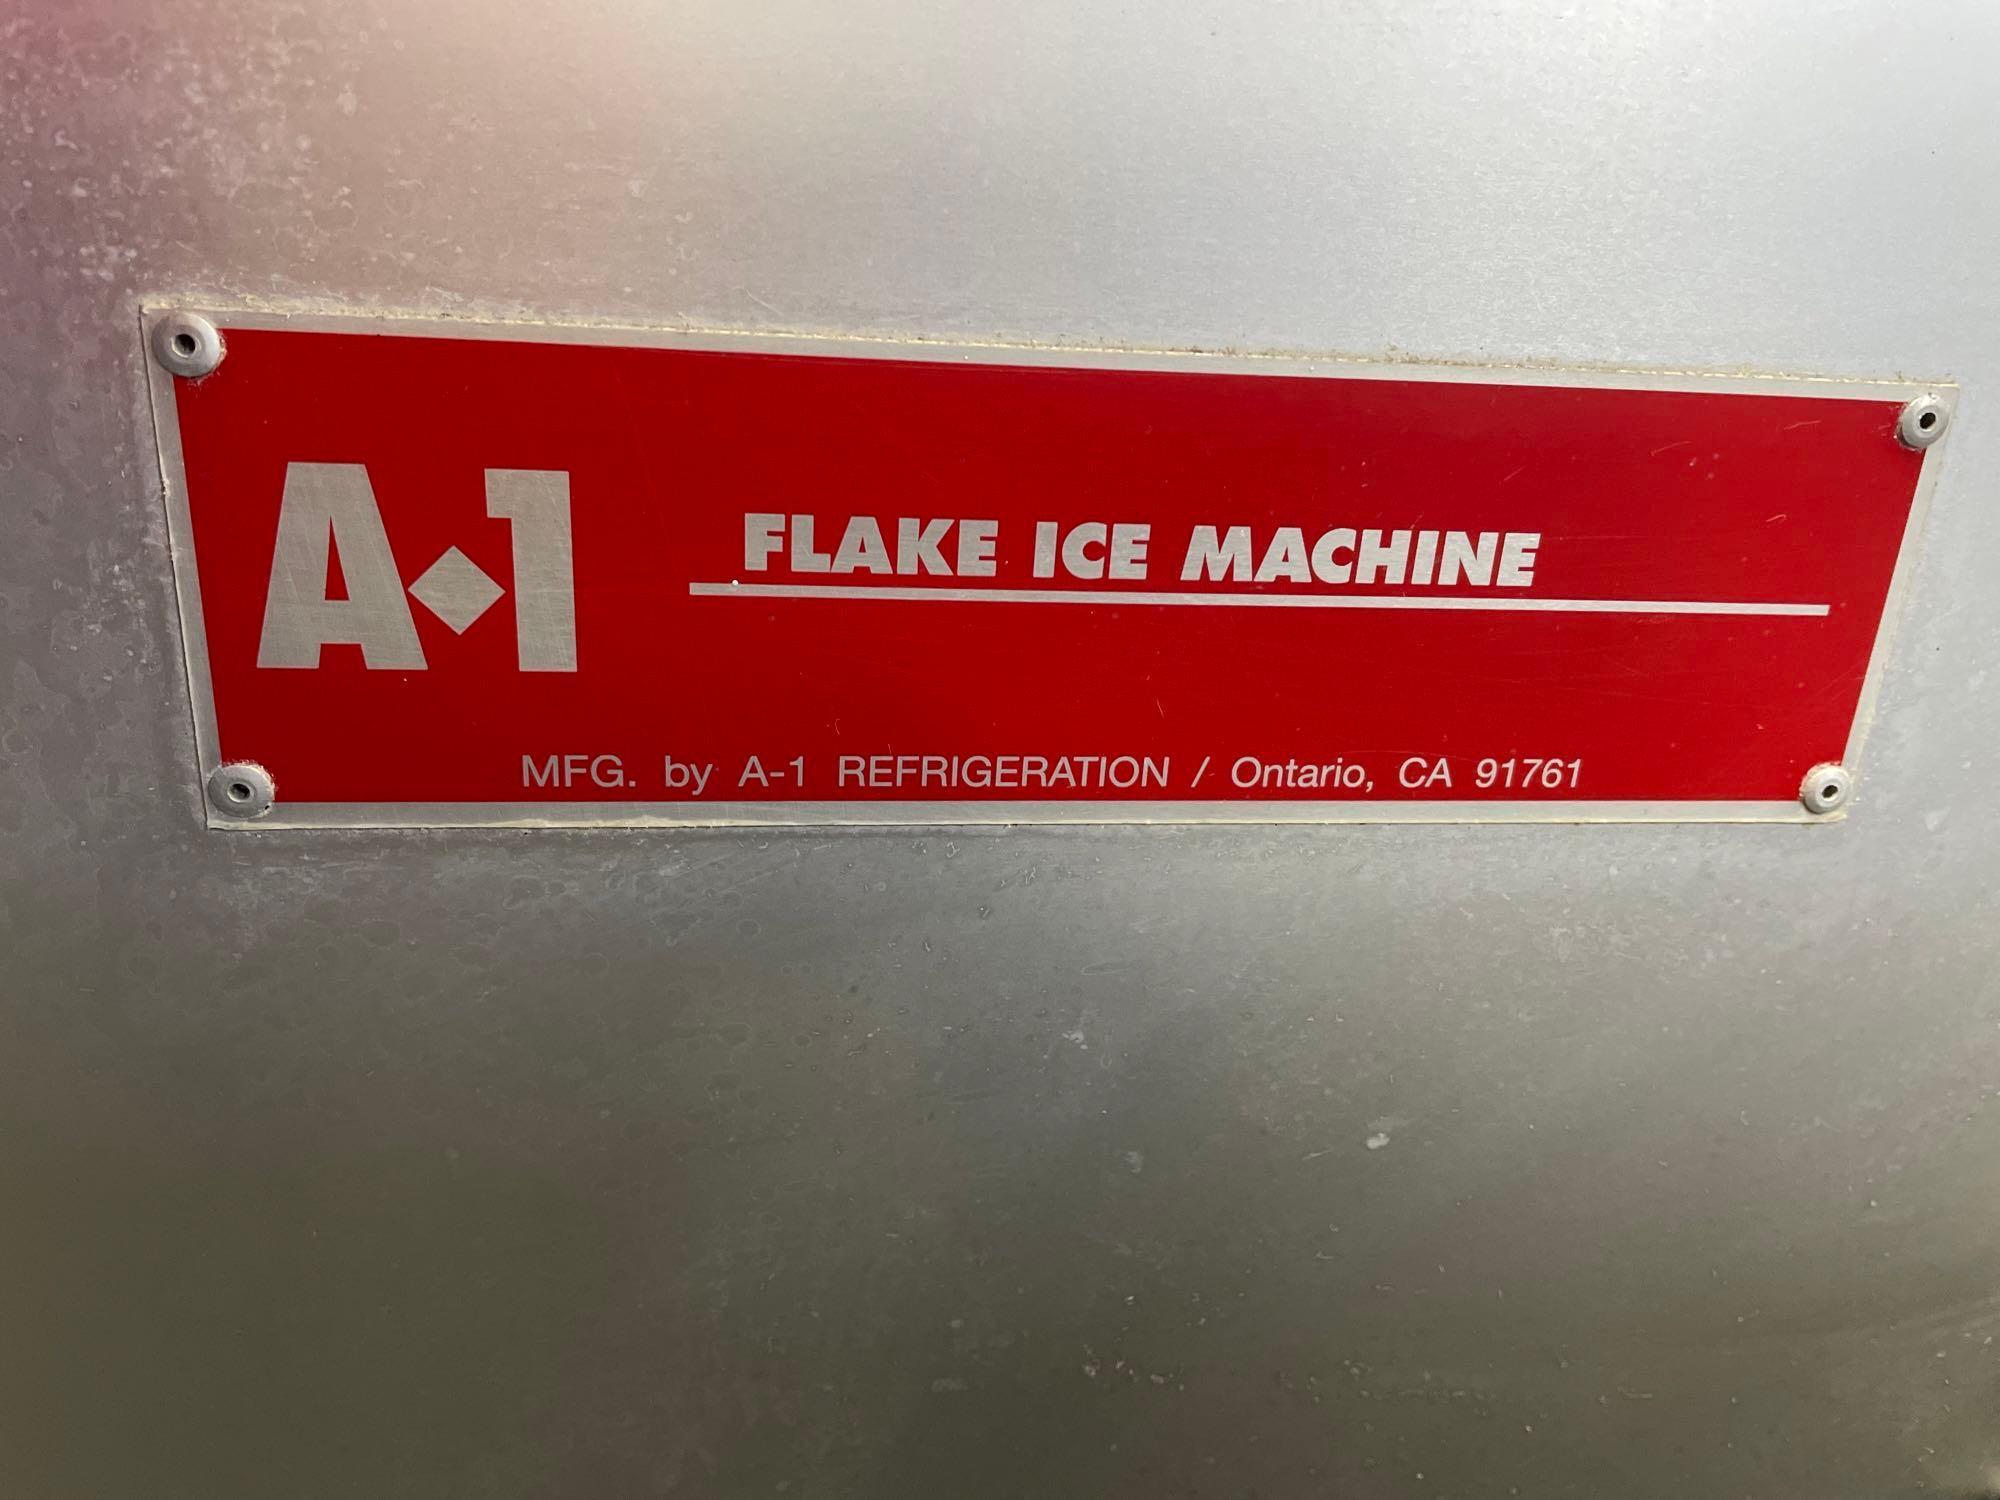 A◆1
FLAKE ICE MACHINE
MFG. by A-1 REFRIGERATION / Ontario, CA 91761